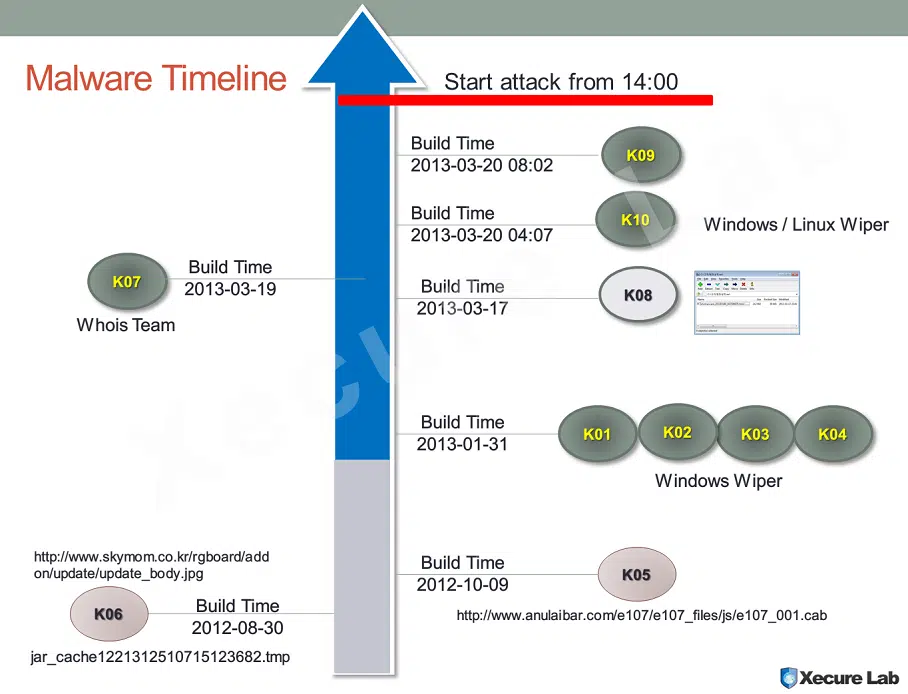 Malware Timeline
Start attack from 14:00
Build Time
2013-03-20 08:02
K09
Build Time
2013-03-20 04:07
K10
Windows / Linux Wiper
K07
Build Time
2013-03-19
Whois Team
Build Time
2013-03-17
K08
Build Time
2013-01-31
K01
K02
K03
K04
Windows Wiper
http://www.skymom.co.kr/rgboard/add
on/update/update_body.jpg
Build Time
2012-10-09
K05
http://www.anulaibar.com/e107/e107_files/js/e107_001.cab
K06
Build Time
2012-08-30
jar_cache1221312510715123682.tmp
Xecure Lab
Xecure Lab